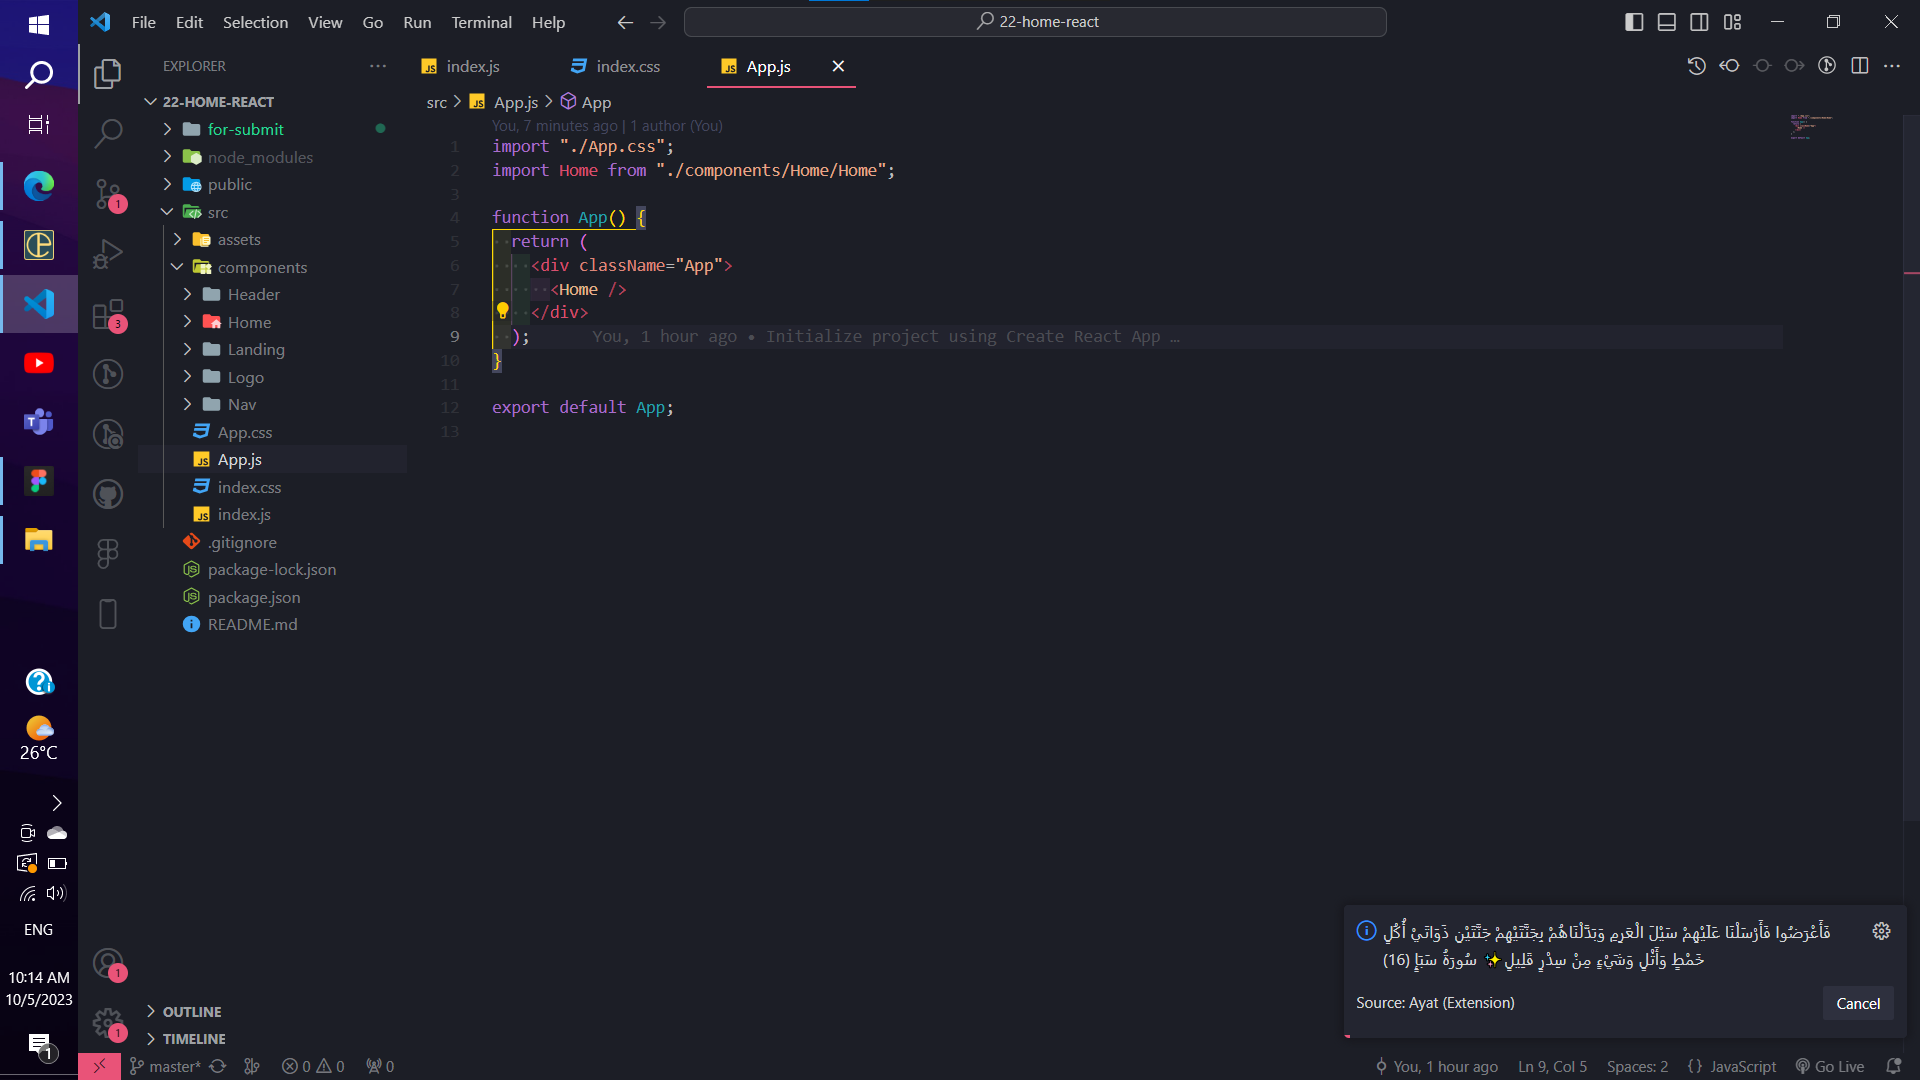 File Edit Selection View Go Run Terminal Help
22-home-react
EXPLORER
22-HOME-REACT
for-submit
node_modules
public
src
assets
components
Header
Home
Landing
Logo
Nav
App.css
App.js
index.css
index.js
.gitignore
package-lock.json
package.json
README.md
OUTLINE
TIMELINE
index.js
index.css
App.js
src > App.js > App
You, 7 minutes ago | 1 author (You)
1 import "./App.css";
2 import Home from "./components/Home/Home";
3
4 function App() {
5 return (
6 <div className="App">
7 <Home />
8 </div>
9 ); You, 1 hour ago • Initialize project using Create React App …
10 }
11
12 export default App;
13
فَأَعْرَضُوا فَأَرْسَلْنَا عَلَيْهِمْ سَيْلَ الْعَرِمِ وَبَدَّلْنَاهُمْ بِجَنَّتَيْهِمْ جَنَّتَيْنِ ذَوَاتَيْ أُكُلٍ
خَمْطٍ وَأَثْلٍ وَشَيْءٍ مِنْ سِدْرٍ قَلِيلٍ ✨ سُورَةُ سَبَإٍ (16)
Source: Ayat (Extension)
Cancel
1
3
1
1
26°C
ENG
10:14 AM
10/5/2023
1
master* 0 0 0
You, 1 hour ago Ln 9, Col 5 Spaces: 2 {} JavaScript Go Live